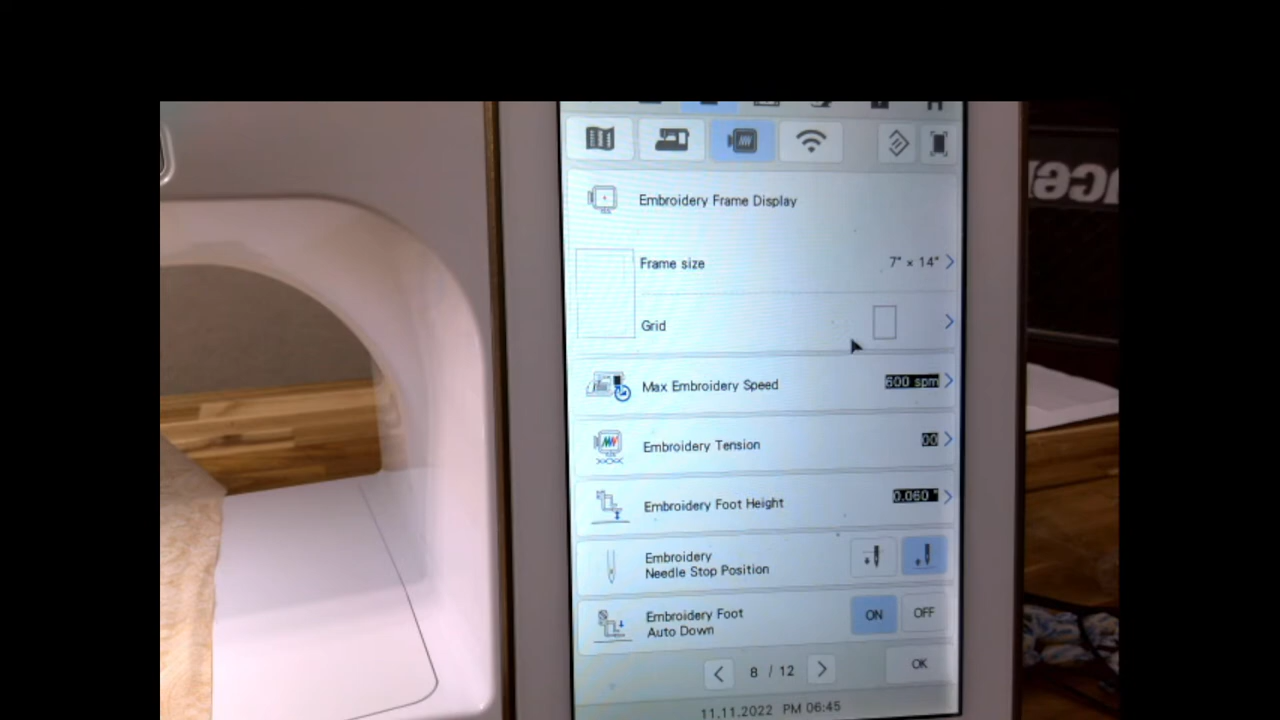 Embroidery Frame Display
Frame size 7" × 14"
Grid
Max Embroidery Speed 600 spm
Embroidery Tension 00
Embroidery Foot Height 0.060 "
Embroidery
Needle Stop Position
Embroidery Foot
Auto Down
ON OFF
8 / 12
OK
11.11.2022 PM 06:45